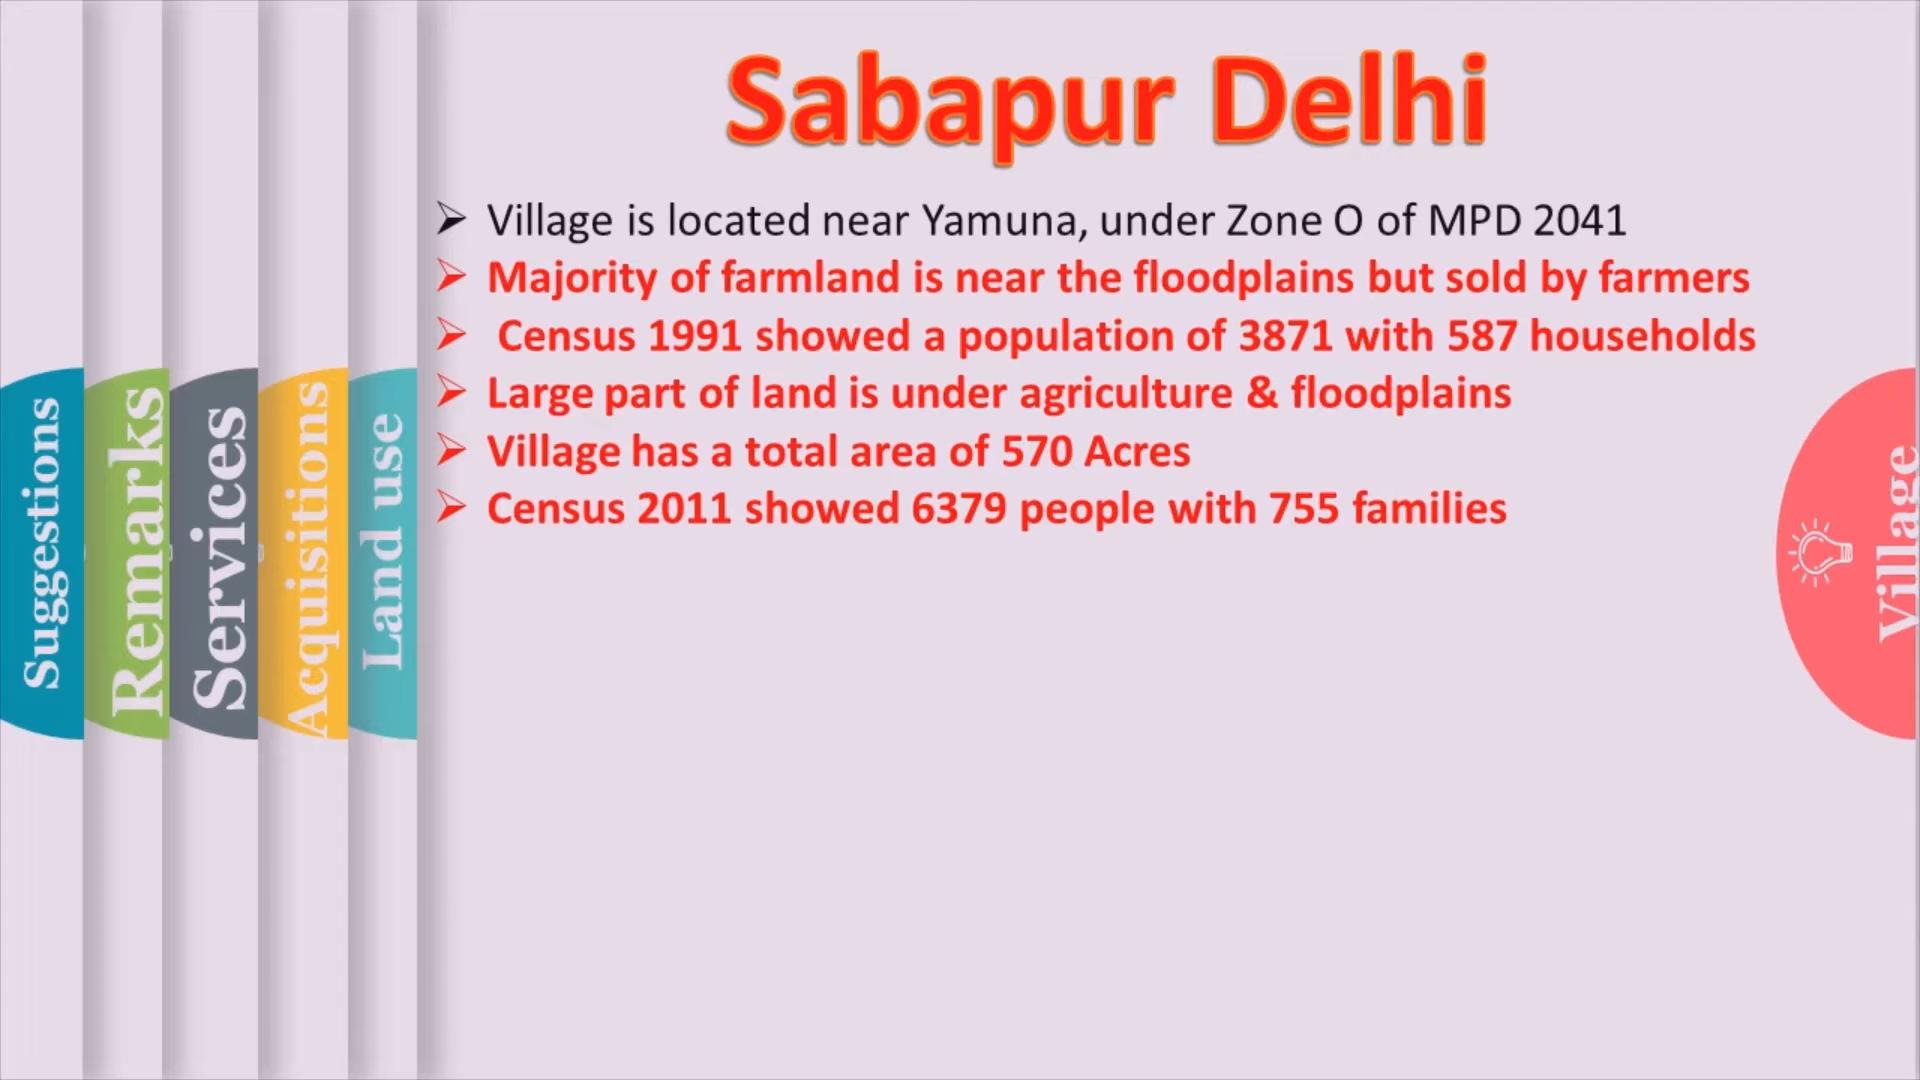 Sabapur Delhi
Village is located near Yamuna, under Zone O of MPD 2041
Majority of farmland is near the floodplains but sold by farmers
Census 1991 showed a population of 3871 with 587 households
Large part of land is under agriculture & floodplains
Village has a total area of 570 Acres
Census 2011 showed 6379 people with 755 families
Suggestions
Remarks
Services
Acquisitions
Land use
Village